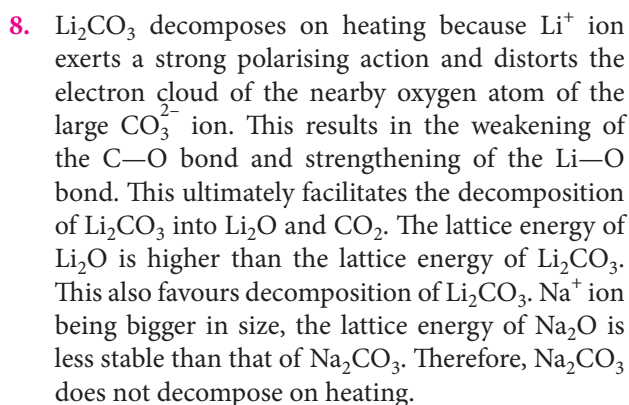 8. Li₂CO₃ decomposes on heating because Li⁺ ion
exerts a strong polarising action and distorts the
electron cloud of the nearby oxygen atom of the
large CO₃²⁻ ion. This results in the weakening of
the C—O bond and strengthening of the Li—O
bond. This ultimately facilitates the decomposition
of Li₂CO₃ into Li₂O and CO₂. The lattice energy of
Li₂O is higher than the lattice energy of Li₂CO₃.
This also favours decomposition of Li₂CO₃. Na⁺ ion
being bigger in size, the lattice energy of Na₂O is
less stable than that of Na₂CO₃. Therefore, Na₂CO₃
does not decompose on heating.